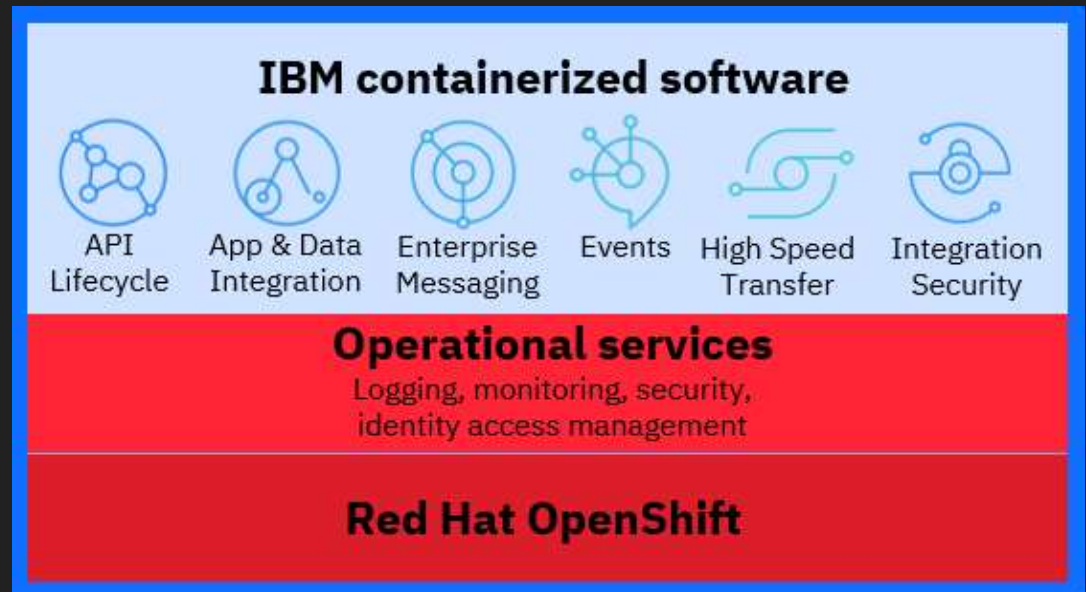 IBM containerized software
API
Lifecycle
App & Data
Integration
Enterprise
Messaging
Events
High Speed
Transfer
Integration
Security
Operational services
Logging, monitoring, security,
identity access management
Red Hat OpenShift